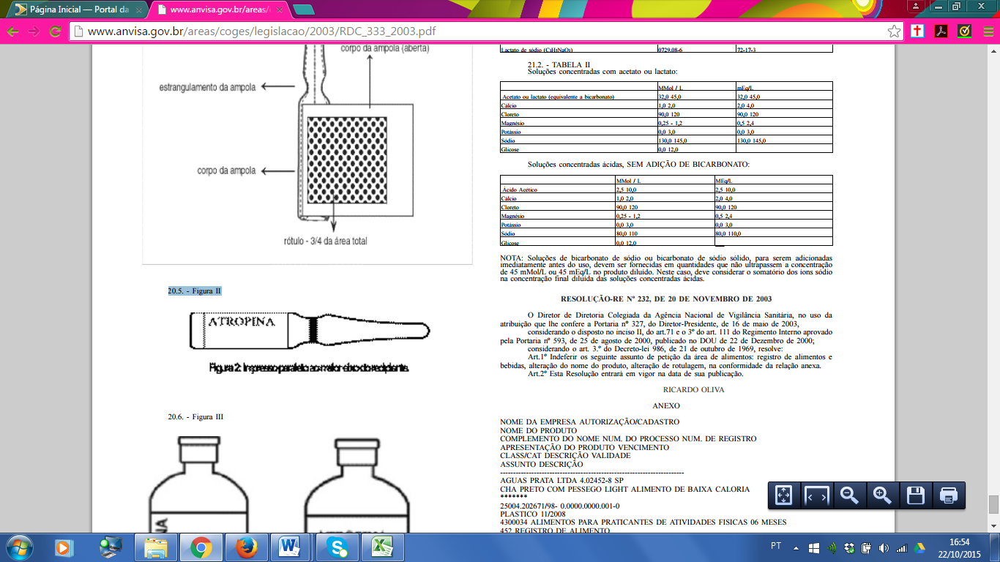 Página Inicial — Portal da
www.anvisa.gov.br/areas/
www.anvisa.gov.br/areas/coges/legislacao/2003/RDC_333_2003.pdf
corpo da ampola (aberta)
estrangulamento da ampola
corpo da ampola
rótulo - 3/4 da área total
20.5. - Figura II
ATROPINA
Figura 2: Impresso paralelo ao maior eixo do recipiente.
20.6. - Figura III
Lactato de sódio (C3H5NaO3) 0729.08-6 72-17-3
21.2. - TABELA II
Soluções concentradas com acetato ou lactato:
MMol / L mEq/L
Acetato ou lactato (equivalente a bicarbonato) 32,0 45,0 32,0 45,0
Cálcio 1,0 2,0 2,0 4,0
Cloreto 90,0 120 90,0 120
Magnésio 0,25 - 1,2 0,5 2,4
Potássio 0,0 3,0 0,0 3,0
Sódio 130,0 145,0 130,0 145,0
Glicose 0,0 12,0
Soluções concentradas ácidas, SEM ADIÇÃO DE BICARBONATO:
MMol / L MEq/L
Ácido Acético 2,5 10,0 2,5 10,0
Cálcio 1,0 2,0 2,0 4,0
Cloreto 90,0 120 90,0 120
Magnésio 0,25 - 1,2 0,5 2,4
Potássio 0,0 3,0 0,0 3,0
Sódio 80,0 110 80,0 110,0
Glicose 0,0 12,0
NOTA: Soluções de bicarbonato de sódio ou bicarbonato de sódio sólido, para serem adicionadas
imediatamente antes do uso, devem ser fornecidas em quantidades que não ultrapassem a concentração
de 45 mMol/L ou 45 mEq/L no produto diluído. Neste caso, deve considerar o somatório dos íons sódio
na concentração final diluída das soluções concentradas ácidas.
RESOLUÇÃO-RE Nº 232, DE 20 DE NOVEMBRO DE 2003
O Diretor de Diretoria Colegiada da Agência Nacional de Vigilância Sanitária, no uso da
atribuição que lhe confere a Portaria nº 327, do Diretor-Presidente, de 16 de maio de 2003,
considerando o disposto no inciso II, do art.71 e o 3º do art. 111 do Regimento Interno aprovado
pela Portaria nº 593, de 25 de agosto de 2000, publicado no DOU de 22 de Dezembro de 2000;
considerando o art. 3.º do Decreto-lei 986, de 21 de outubro de 1969, resolve:
Art.1º Indeferir os seguinte assunto de petição da área de alimentos: registro de alimentos e
bebidas, alteração do nome do produto, alteração de rotulagem, na conformidade da relação anexa.
Art.2º Esta Resolução entrará em vigor na data de sua publicação.
RICARDO OLIVA
ANEXO
NOME DA EMPRESA AUTORIZAÇÃO/CADASTRO
NOME DO PRODUTO
COMPLEMENTO DO NOME NUM. DO PROCESSO NUM. DE REGISTRO
APRESENTAÇÃO DO PRODUTO VENCIMENTO
CLASS/CAT DESCRIÇÃO VALIDADE
ASSUNTO DESCRIÇÃO
------------------------------------------------------------------------
AGUAS PRATA LTDA 4.02452-8 SP
CHA PRETO COM PESSEGO LIGHT ALIMENTO DE BAIXA CALORIA
*******
25004.202671/98- 0.0000.0000.001-0
PLASTICO 11/2008
4300034 ALIMENTOS PARA PRATICANTES DE ATIVIDADES FISICAS 06 MESES
452 REGISTRO DE ALIMENTO
PT
16:54
22/10/2015